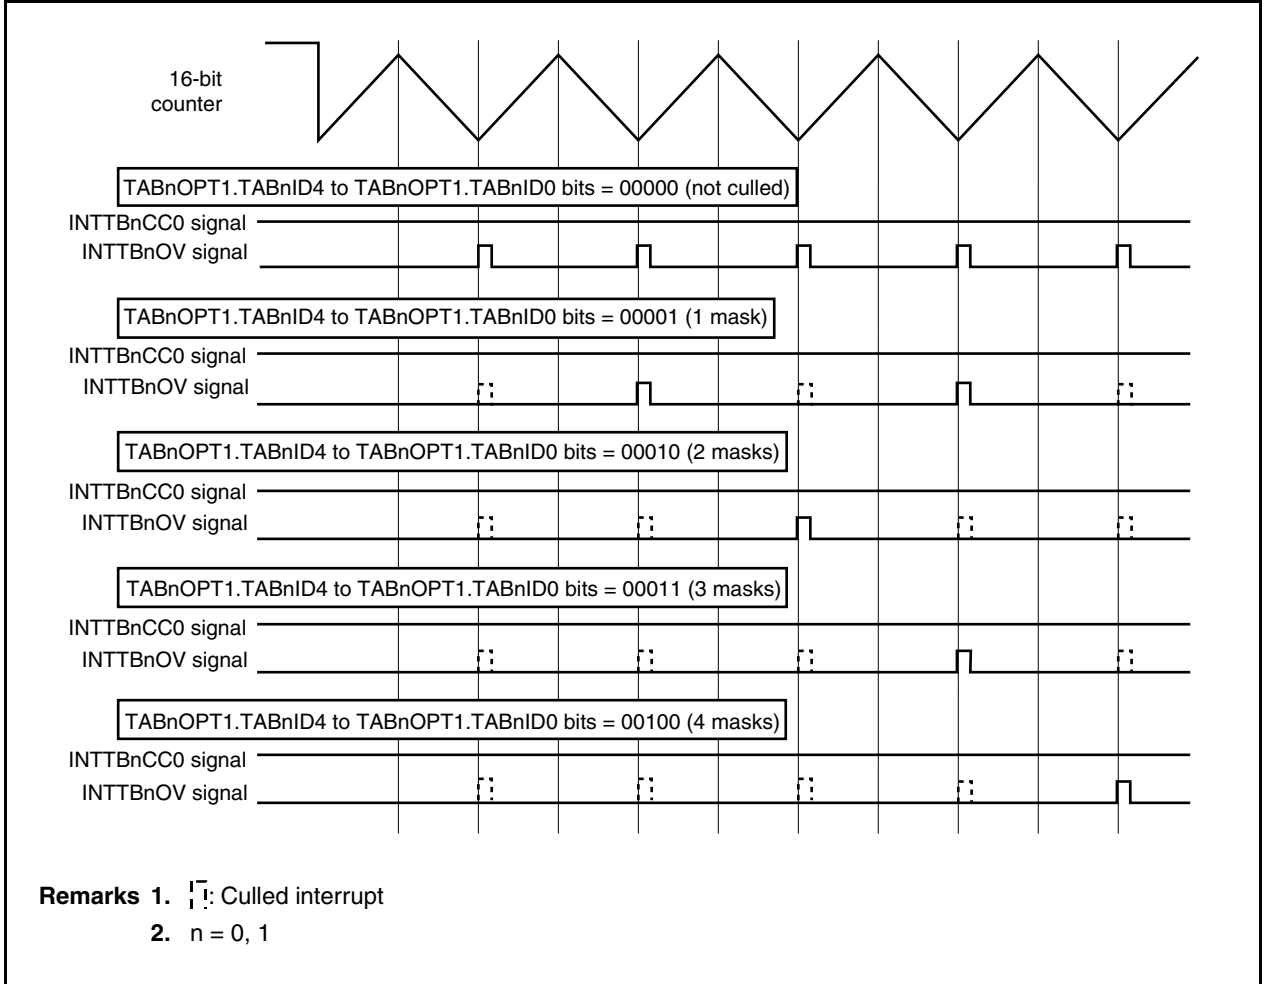 16-bit
counter
TABnOPT1.TABnID4 to TABnOPT1.TABnID0 bits = 00000 (not culled)
INTTBnCC0 signal
INTTBnOV signal
TABnOPT1.TABnID4 to TABnOPT1.TABnID0 bits = 00001 (1 mask)
INTTBnCC0 signal
INTTBnOV signal
TABnOPT1.TABnID4 to TABnOPT1.TABnID0 bits = 00010 (2 masks)
INTTBnCC0 signal
INTTBnOV signal
TABnOPT1.TABnID4 to TABnOPT1.TABnID0 bits = 00011 (3 masks)
INTTBnCC0 signal
INTTBnOV signal
TABnOPT1.TABnID4 to TABnOPT1.TABnID0 bits = 00100 (4 masks)
INTTBnCC0 signal
INTTBnOV signal
Remarks 1. : Culled interrupt
2. n = 0, 1